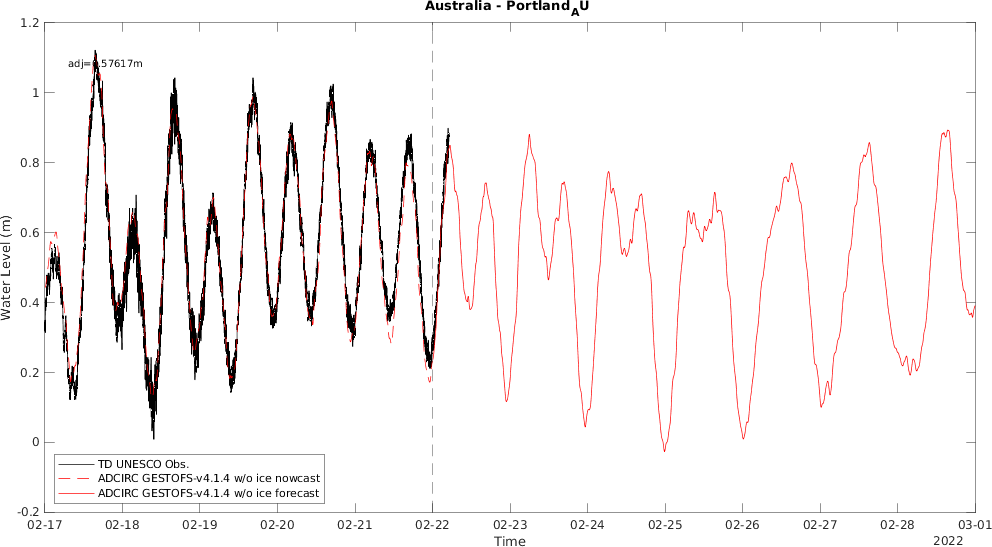 Australia - Portland_AU
1.2
1
0.8
0.6
0.4
0.2
0
-0.2
Water Level (m)
.57617m
TD UNESCO Obs.
ADCIRC GESTOFS-v4.1.4 w/o ice nowcast
ADCIRC GESTOFS-v4.1.4 w/o ice forecast
02-17 02-18 02-19 02-20 02-21 02-22 02-23 02-24 02-25 02-26 02-27 02-28 03-01
Time
2022